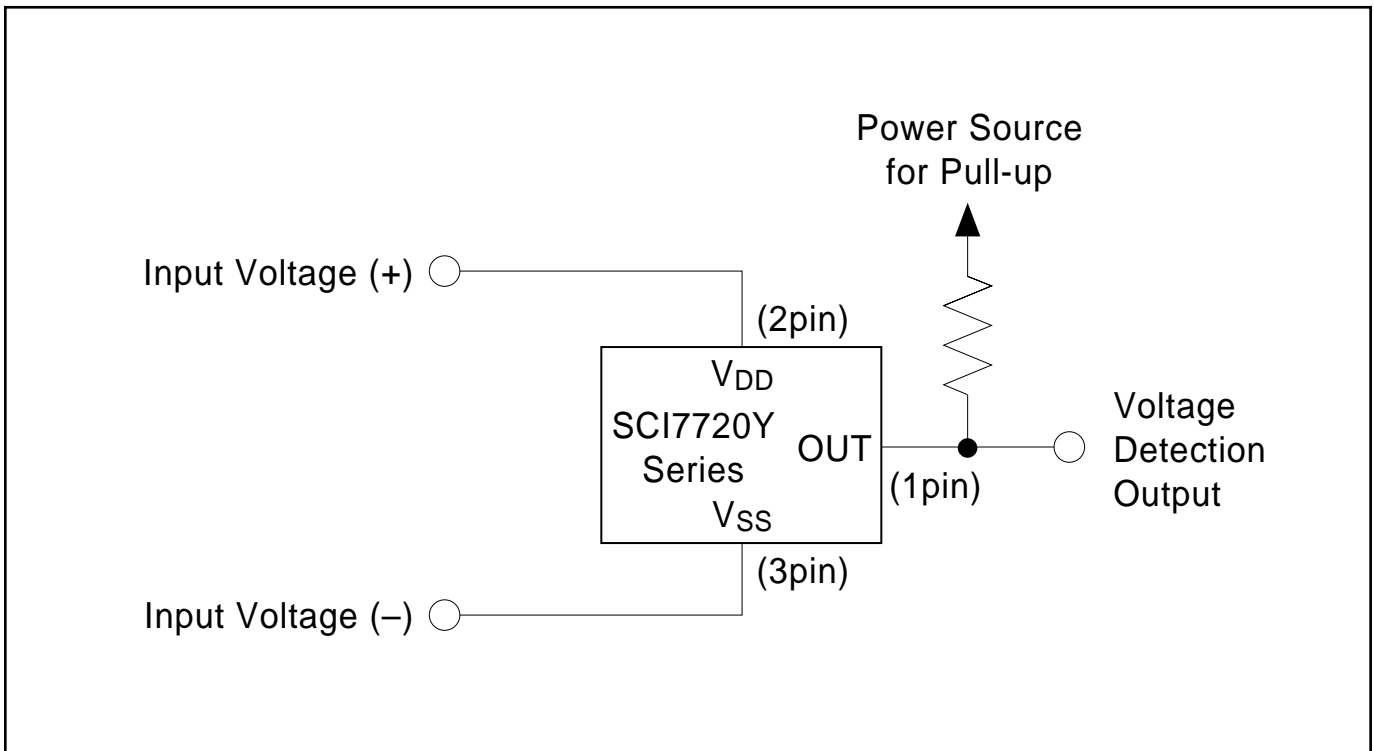 Power Source
for Pull-up
Input Voltage (+)
(2pin)
VDD
SCI7720Y
Series
OUT
VSS
(1pin)
Voltage
Detection
Output
(3pin)
Input Voltage (–)